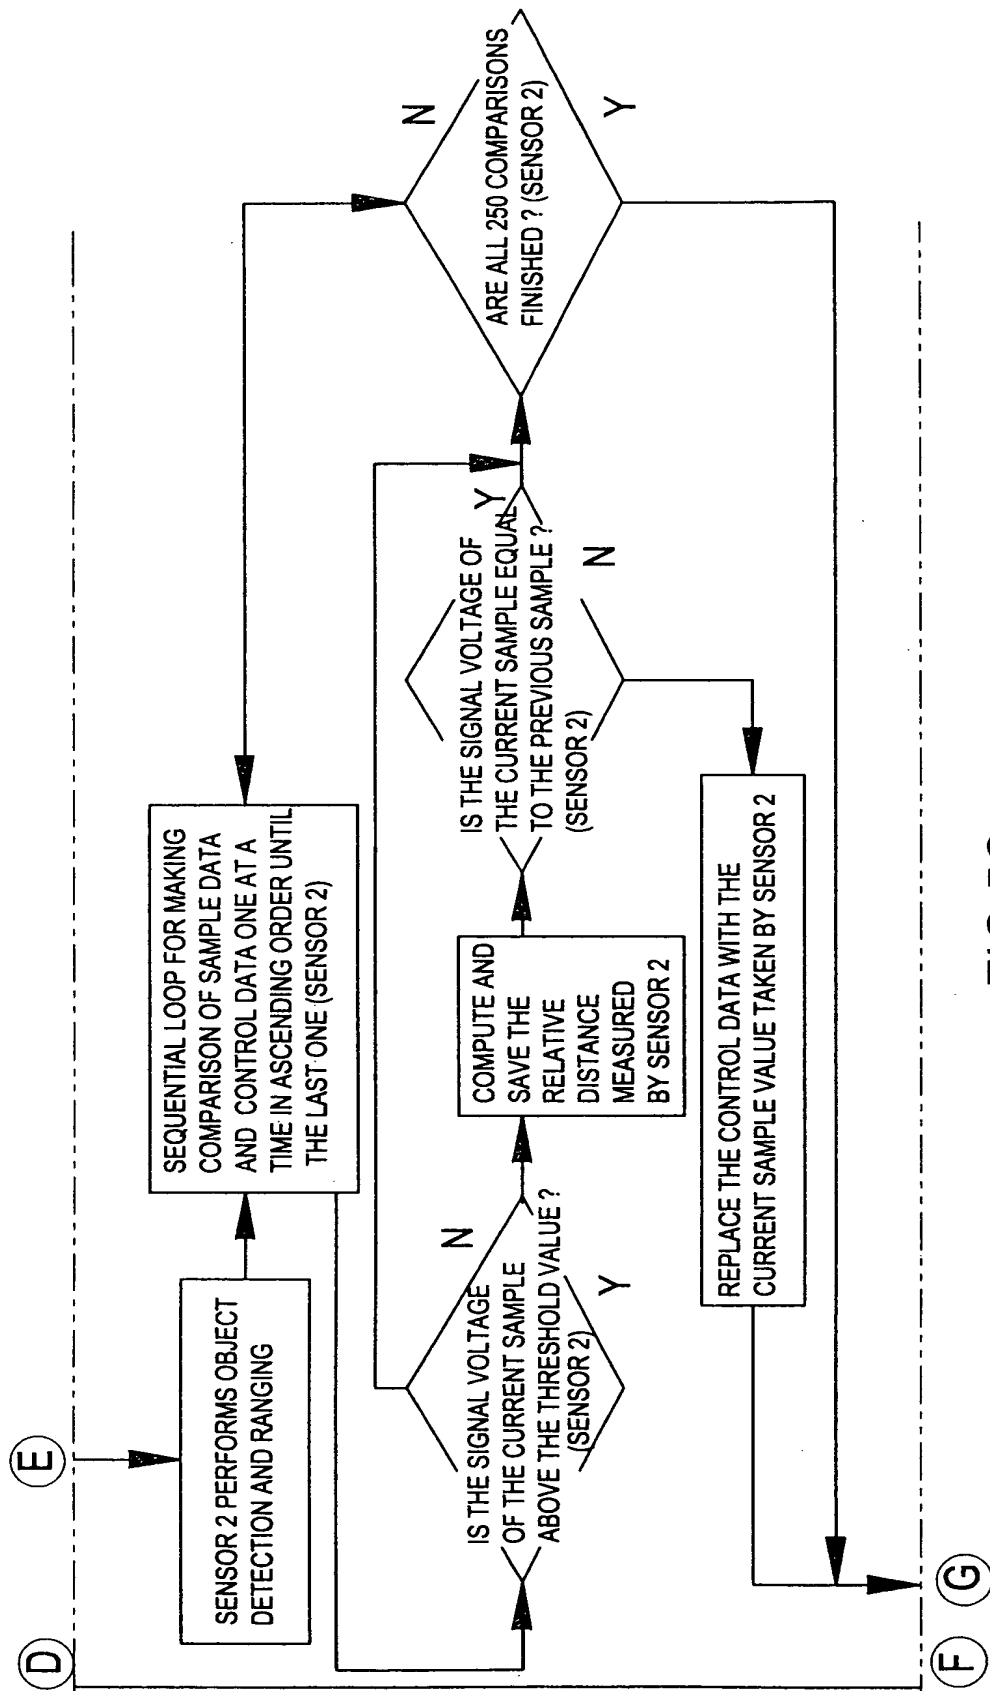 D
E
SENSOR 2 PERFORMS OBJECT
DETECTION AND RANGING
SEQUENTIAL LOOP FOR MAKING
COMPARISON OF SAMPLE DATA
AND CONTROL DATA ONE AT A
TIME IN ASCENDING ORDER UNTIL
THE LAST ONE (SENSOR 2)
IS THE SIGNAL VOLTAGE
OF THE CURRENT SAMPLE
ABOVE THE THRESHOLD VALUE ?
(SENSOR 2)
N
Y
COMPUTE AND
SAVE THE
RELATIVE
DISTANCE
MEASURED
BY SENSOR 2
IS THE SIGNAL VOLTAGE OF
THE CURRENT SAMPLE EQUAL
TO THE PREVIOUS SAMPLE ?
(SENSOR 2)
Y
N
ARE ALL 250 COMPARISONS
FINISHED ? (SENSOR 2)
N
Y
REPLACE THE CONTROL DATA WITH THE
CURRENT SAMPLE VALUE TAKEN BY SENSOR 2
F
G